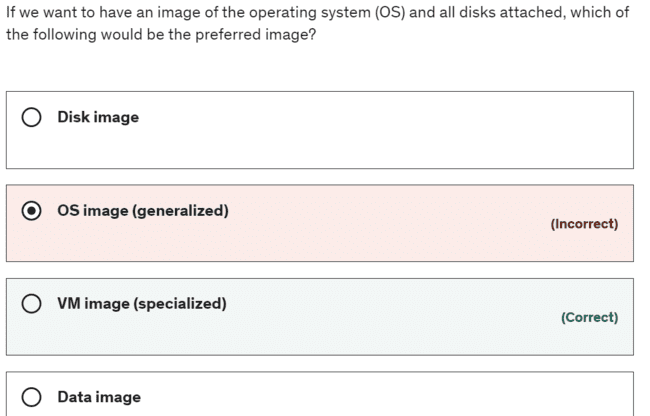 If we want to have an image of the operating system (OS) and all disks attached, which of
the following would be the preferred image?
Disk image
OS image (generalized)
(Incorrect)
VM image (specialized)
(Correct)
Data image